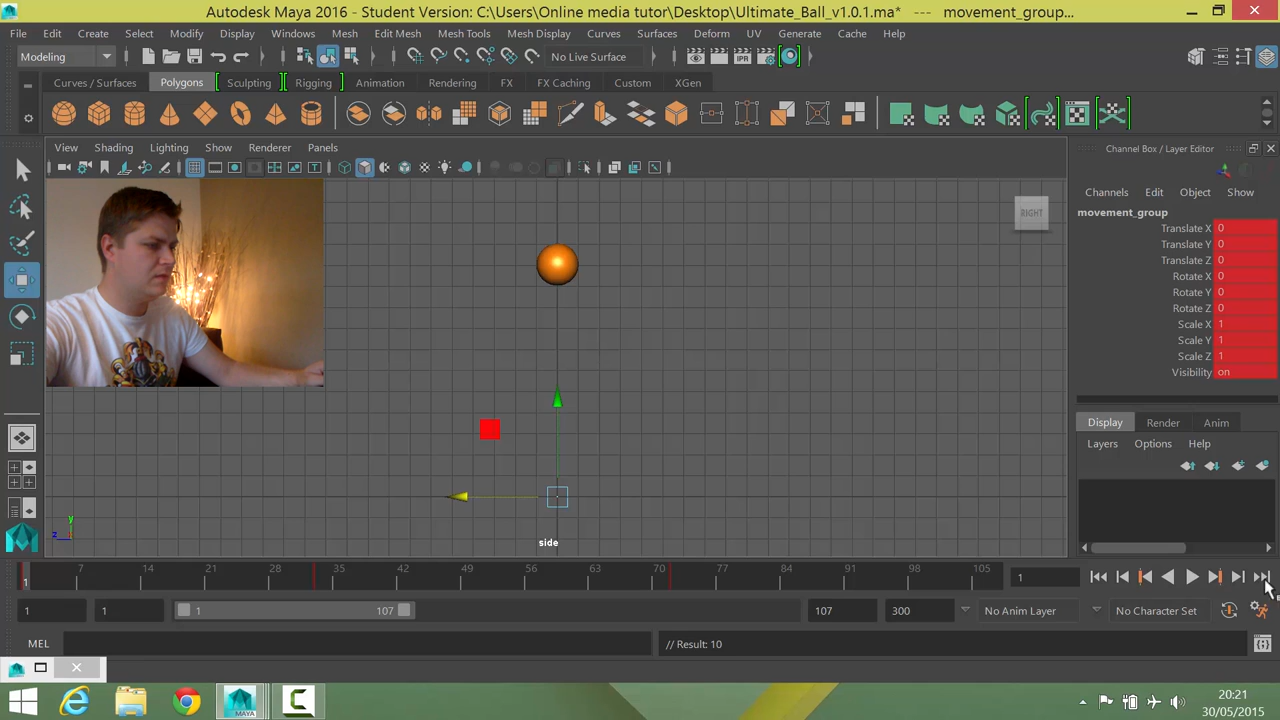 Autodesk Maya 2016 - Student Version: C:\Users\Online media tutor\Desktop\Ultimate_Ball_v1.0.1.ma* --- movement_group...
File Edit Create Select Modify Display Windows Mesh Edit Mesh Mesh Tools Mesh Display Curves Surfaces Deform UV Generate Cache Help
Modeling No Live Surface IPR
Curves / Surfaces Polygons Sculpting Rigging Animation Rendering FX FX Caching Custom XGen
View Shading Lighting Show Renderer Panels
Channel Box / Layer Editor
Channels Edit Object Show
movement_group
Translate X 0
Translate Y 0
Translate Z 0
Rotate X 0
Rotate Y 0
Rotate Z 0
Scale X 1
Scale Y 1
Scale Z 1
Visibility on
RIGHT
Display Render Anim
Layers Options Help
y
z
side
1 7 14 21 28 35 42 49 56 63 70 77 84 91 98 105 1
1 1 1 107 107 300 No Anim Layer No Character Set
MEL // Result: 10
MAYA C
20:21
30/05/2015